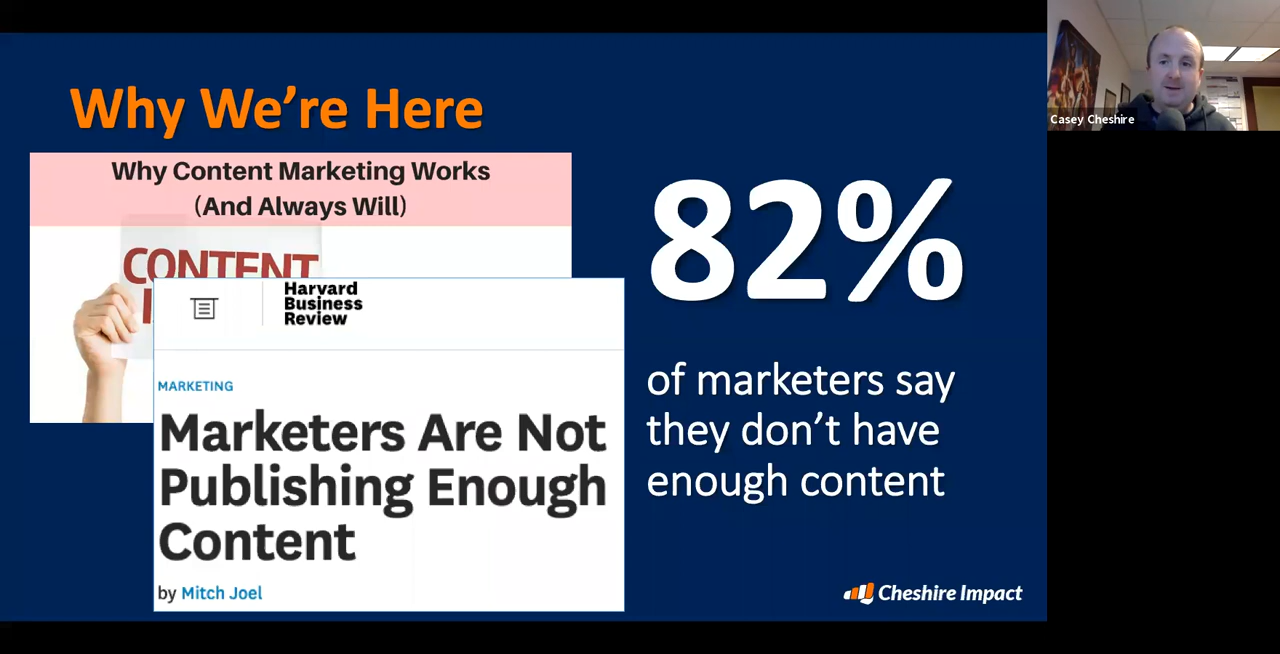 Why We're Here
Why Content Marketing Works
(And Always Will)
CONTENT
Harvard
Business
Review
MARKETING
Marketers Are Not
Publishing Enough
Content
by Mitch Joel
82%
of marketers say
they don't have
enough content
Cheshire Impact
Casey Cheshire